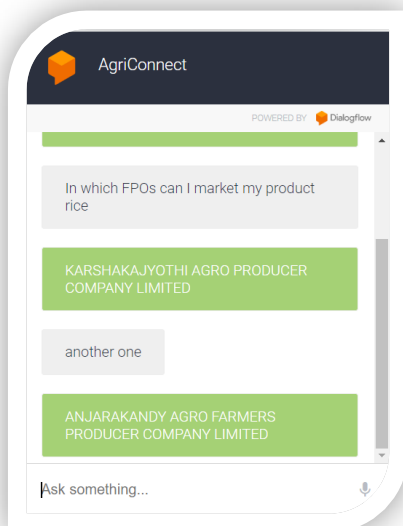 AgriConnect
POWERED BY Dialogflow
In which FPOs can I market my product
rice
KARSHAKAJYOTHI AGRO PRODUCER
COMPANY LIMITED
another one
ANJARAKANDY AGRO FARMERS
PRODUCER COMPANY LIMITED
Ask something...